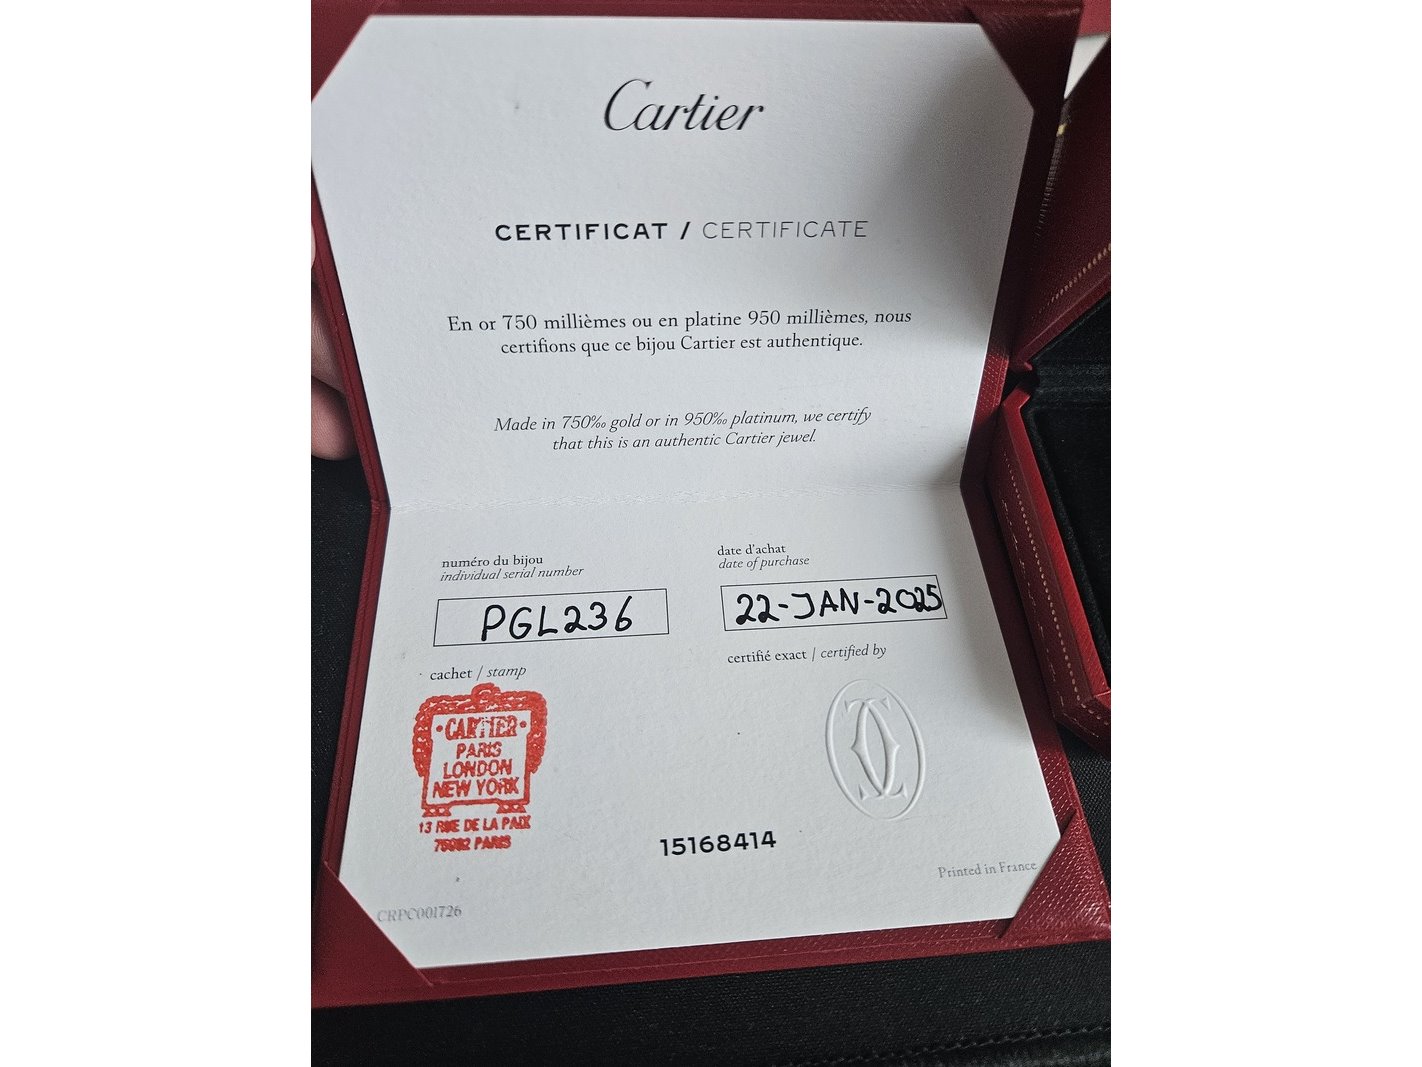 Cartier
CERTIFICAT / CERTIFICATE
En or 750 millièmes ou en platine 950 millièmes, nous
certifions que ce bijou Cartier est authentique.
Made in 750‰ gold or in 950‰ platinum, we certify
that this is an authentic Cartier jewel.
numéro du bijou
individual serial number
PGL236
date d'achat
date of purchase
22-JAN-2025
cachet / stamp
certifié exact / certified by
·CARTIER·
PARIS
LONDON
NEW YORK
13 RUE DE LA PAIX
75002 PARIS
15168414
CRPC001726
Printed in France